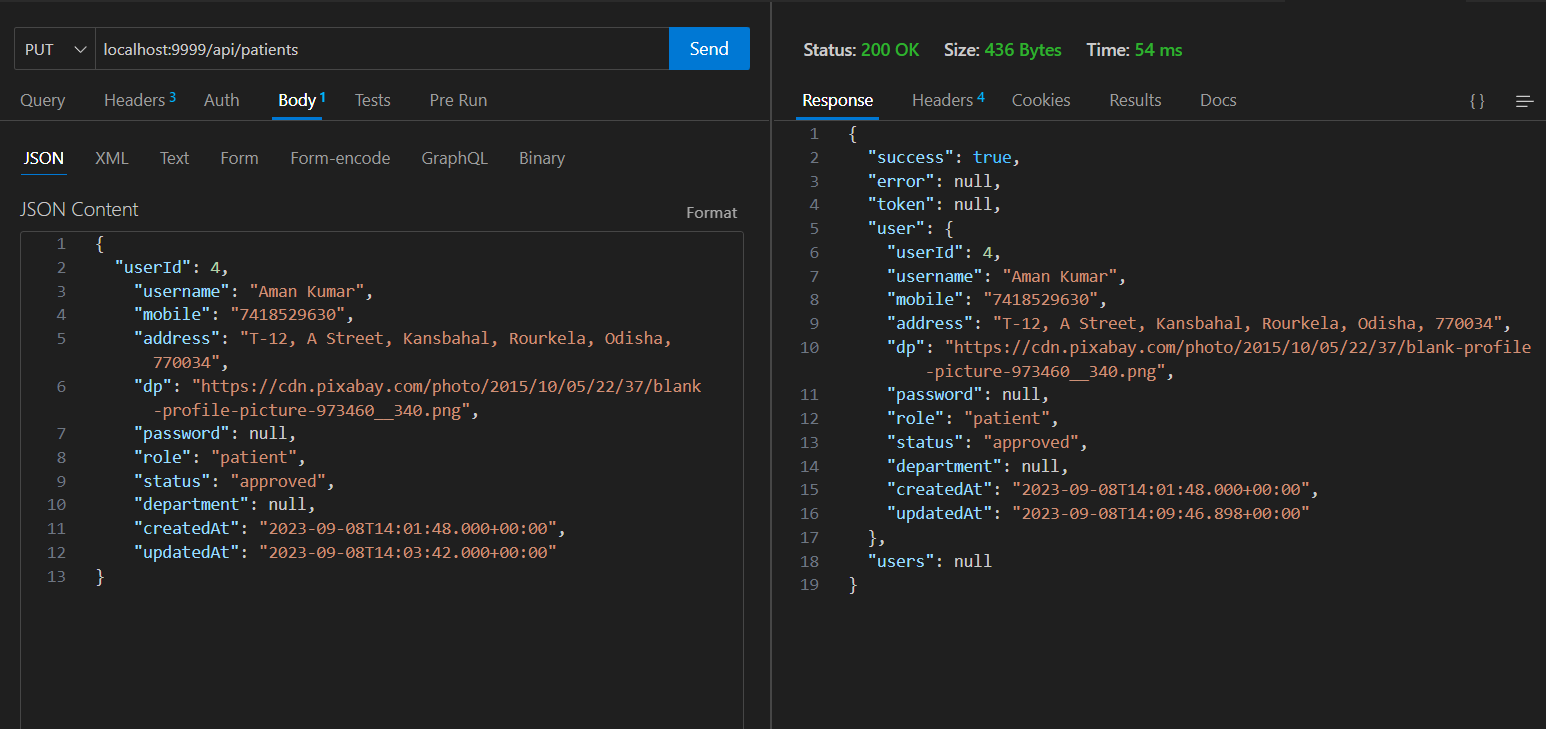 PUT localhost:9999/api/patients Send
Query Headers 3 Auth Body 1 Tests Pre Run
JSON XML Text Form Form-encode GraphQL Binary
JSON Content
Format
1 {
2 "userId": 4,
3 "username": "Aman Kumar",
4 "mobile": "7418529630",
5 "address": "T-12, A Street, Kansbahal, Rourkela, Odisha,
770034",
6 "dp": "https://cdn.pixabay.com/photo/2015/10/05/22/37/blank
-profile-picture-973460__340.png",
7 "password": null,
8 "role": "patient",
9 "status": "approved",
10 "department": null,
11 "createdAt": "2023-09-08T14:01:48.000+00:00",
12 "updatedAt": "2023-09-08T14:03:42.000+00:00"
13 }
Status: 200 OK Size: 436 Bytes Time: 54 ms
Response Headers 4 Cookies Results Docs { }
1 {
2 "success": true,
3 "error": null,
4 "token": null,
5 "user": {
6 "userId": 4,
7 "username": "Aman Kumar",
8 "mobile": "7418529630",
9 "address": "T-12, A Street, Kansbahal, Rourkela, Odisha, 770034",
10 "dp": "https://cdn.pixabay.com/photo/2015/10/05/22/37/blank-profile
-picture-973460__340.png",
11 "password": null,
12 "role": "patient",
13 "status": "approved",
14 "department": null,
15 "createdAt": "2023-09-08T14:01:48.000+00:00",
16 "updatedAt": "2023-09-08T14:09:46.898+00:00"
17 },
18 "users": null
19 }